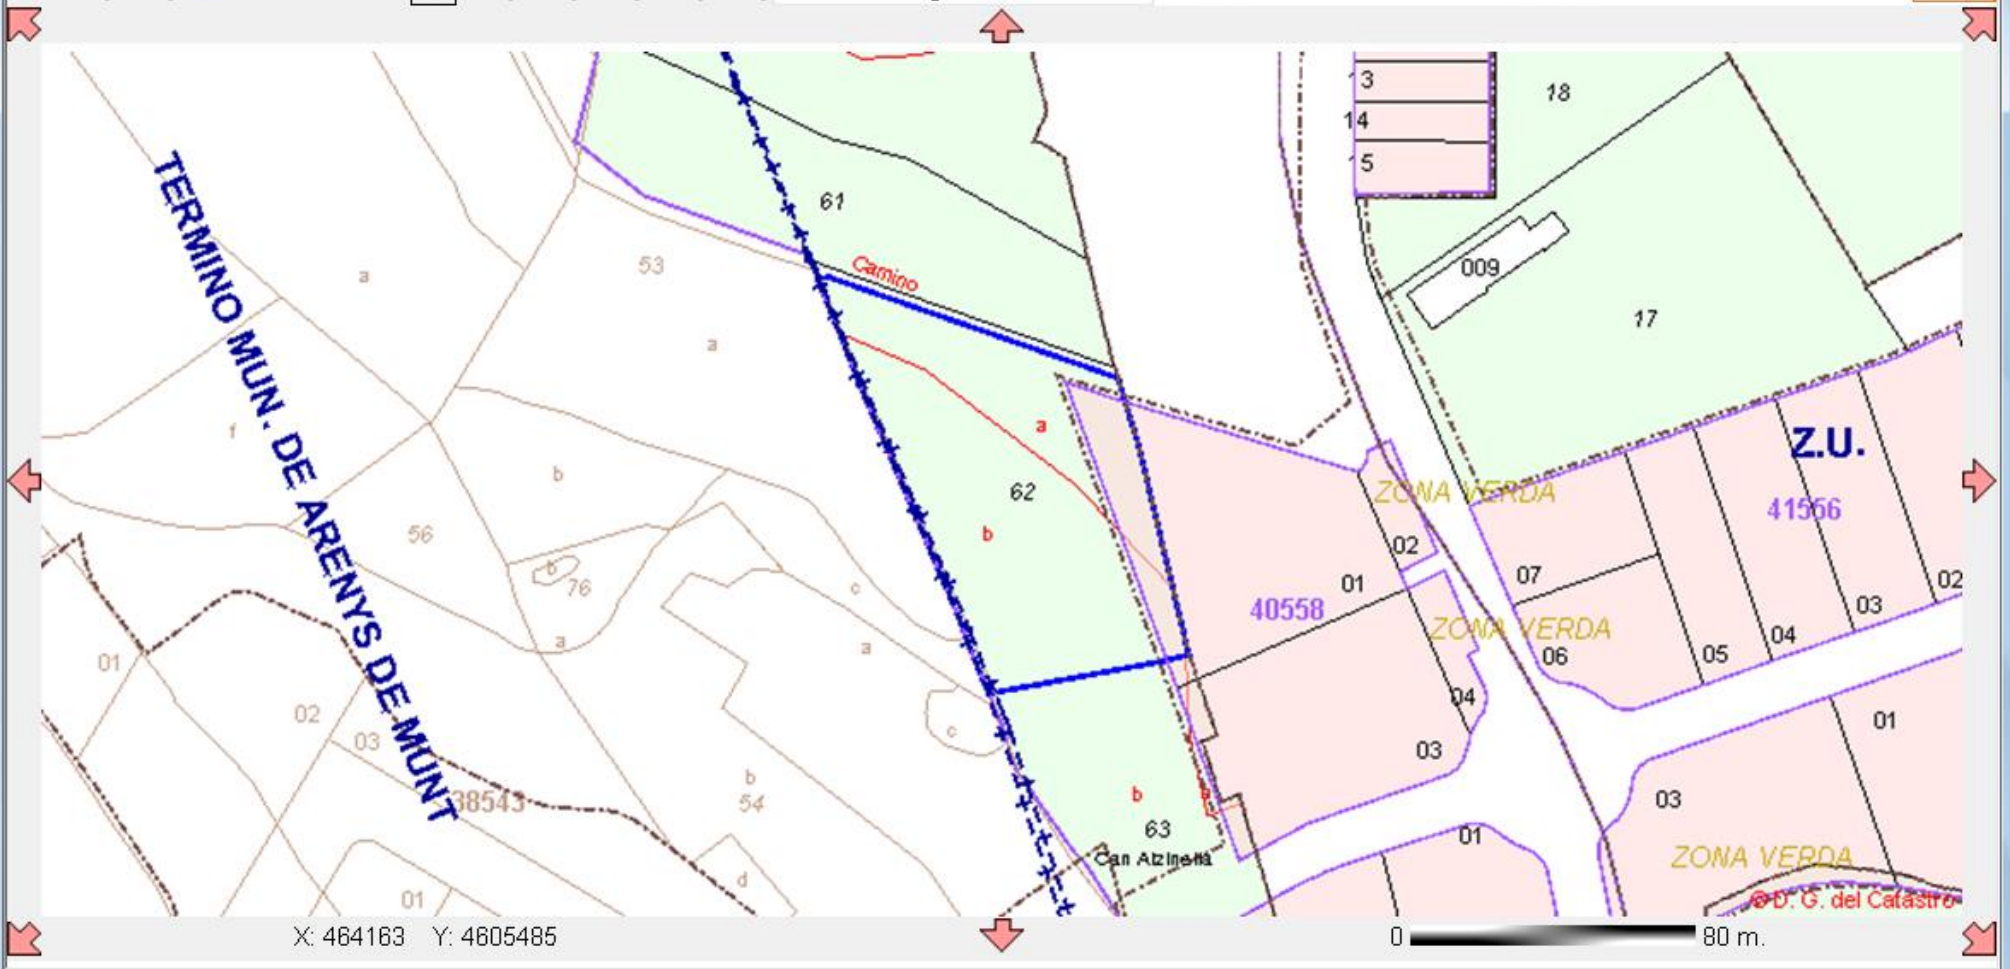 3
18
14
5
61
53
a
Camino
009
17
a
TERMINO MUN. DE ARENYS DE MUNT
a
f
b
62
b
Z.U.
ZONA VERDA
41556
56
02
01
07
02
b
76
c
40558
03
ZONA VERDA
04
a
a
06
05
01
02
04
01
03
c
03
b
54
38543
b
03
63
01
Can Alzinella
ZONA VERDA
d
01
© D. G. del Catastro
X: 464163 Y: 4605485
0 80 m.